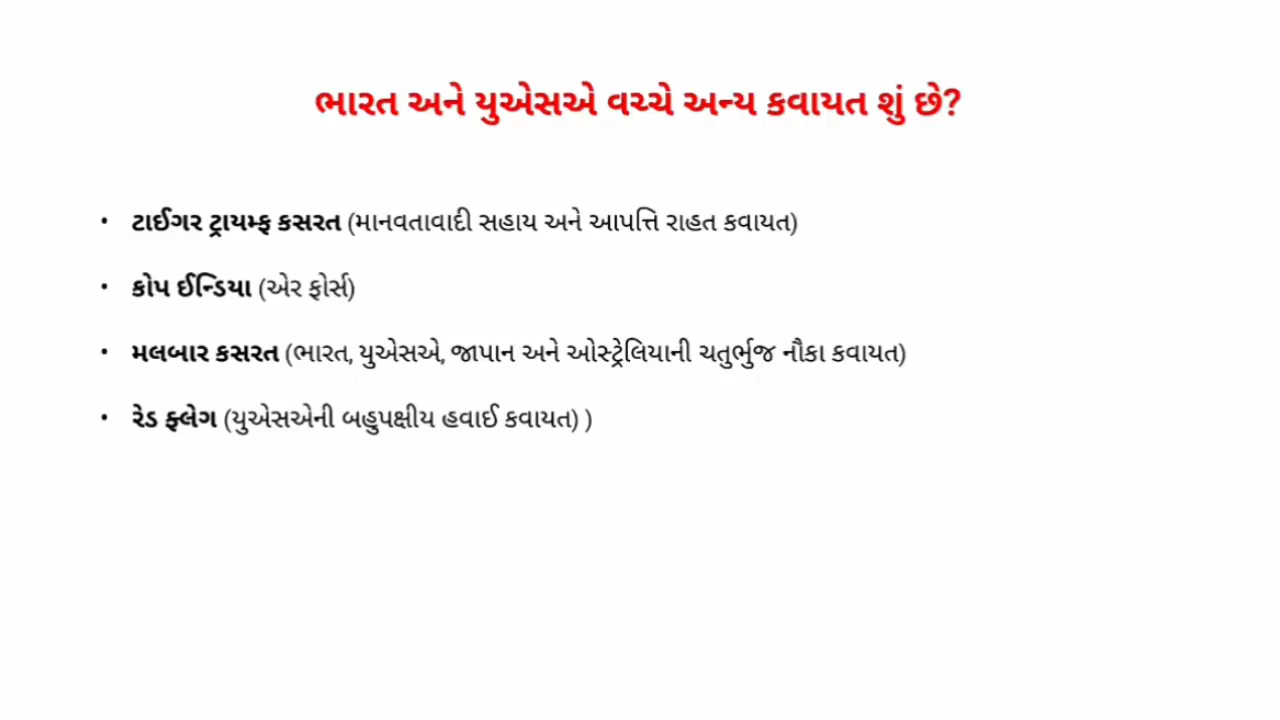 ભારત અને યુએસએ વચ્ચે અન્ય કવાયત શું છે?
• ટાઈગર ટ્રાયમ્ફ કસરત (માનવતાવાદી સહાય અને આપત્તિ રાહત કવાયત)
• કોપ ઈન્ડિયા (એર ફોર્સ)
• મલબાર કસરત (ભારત, યુએસએ, જાપાન અને ઓસ્ટ્રેલિયાની ચતુર્ભુજ નૌકા કવાયત)
• રેડ ફ્લેગ (યુએસએની બહુપક્ષીય હવાઈ કવાયત) )